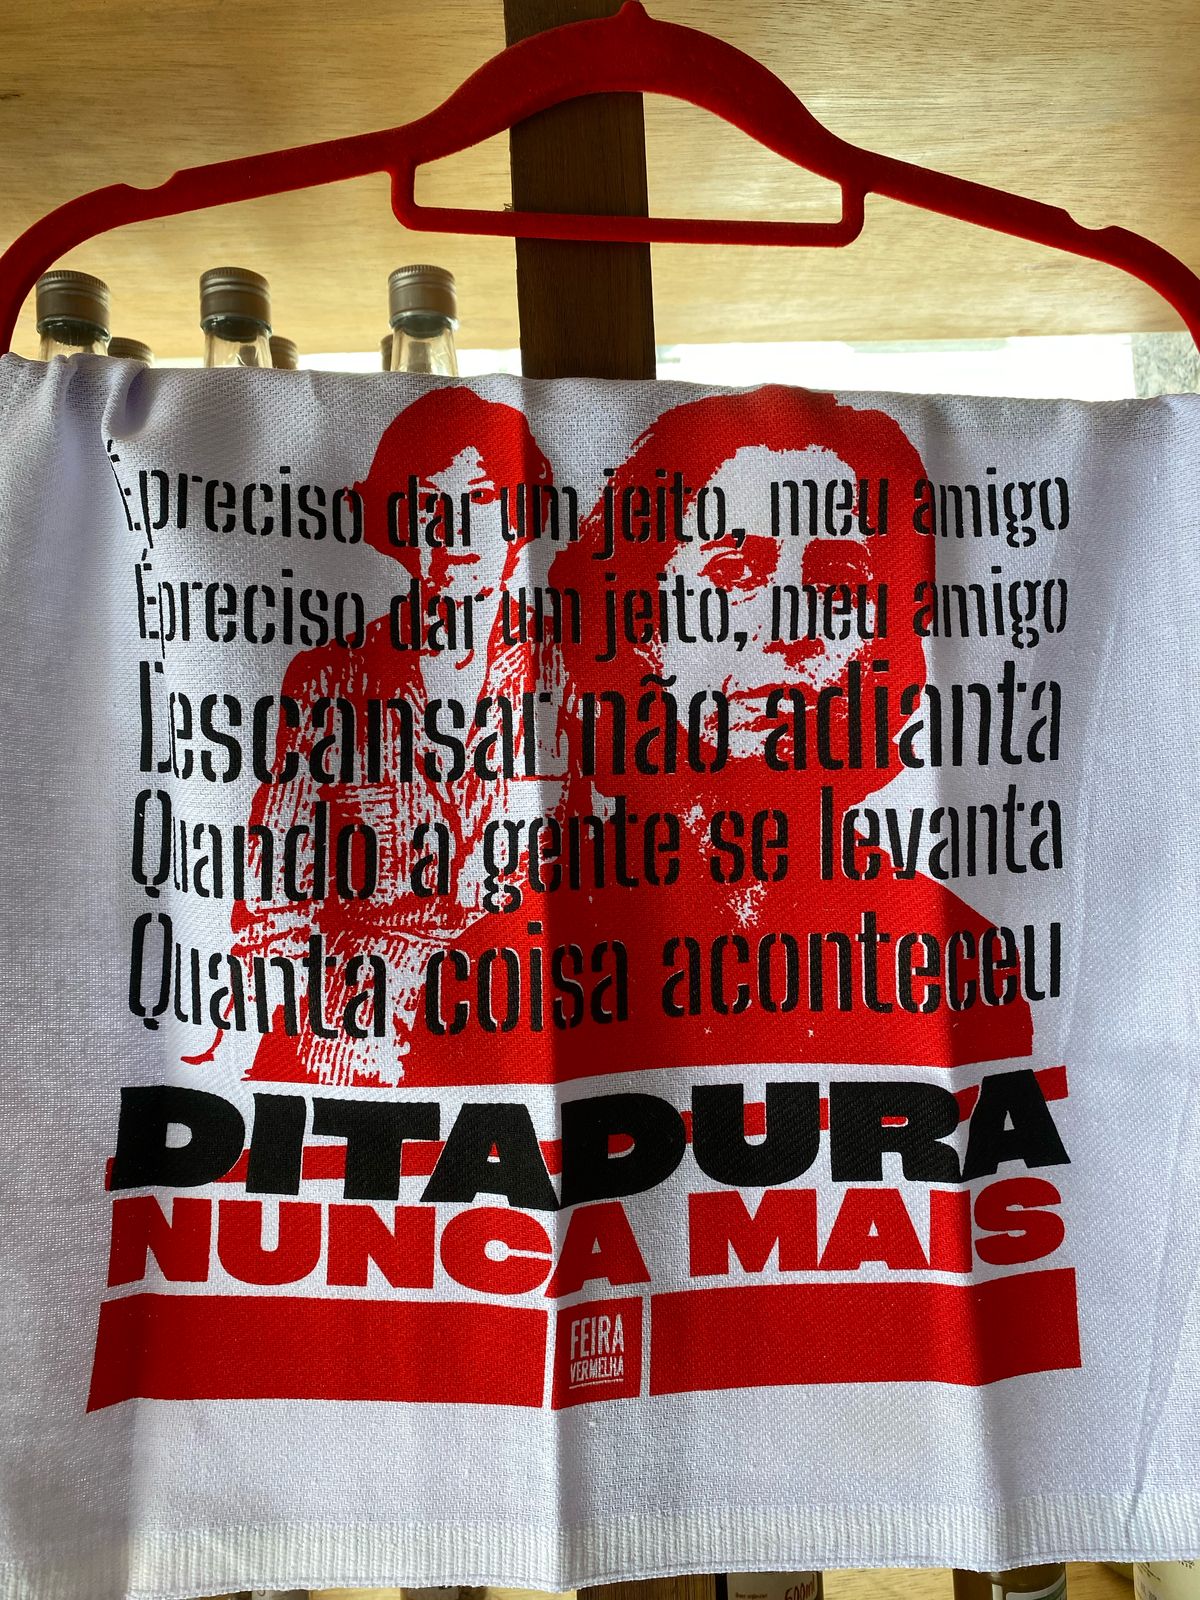 É preciso dar um jeito, meu amigo
É preciso dar um jeito, meu amigo
Descansar não adianta
Quando a gente se levanta
Quanta coisa aconteceu
DITADURA
NUNCA MAIS
FEIRA
VERMELHA
500ml